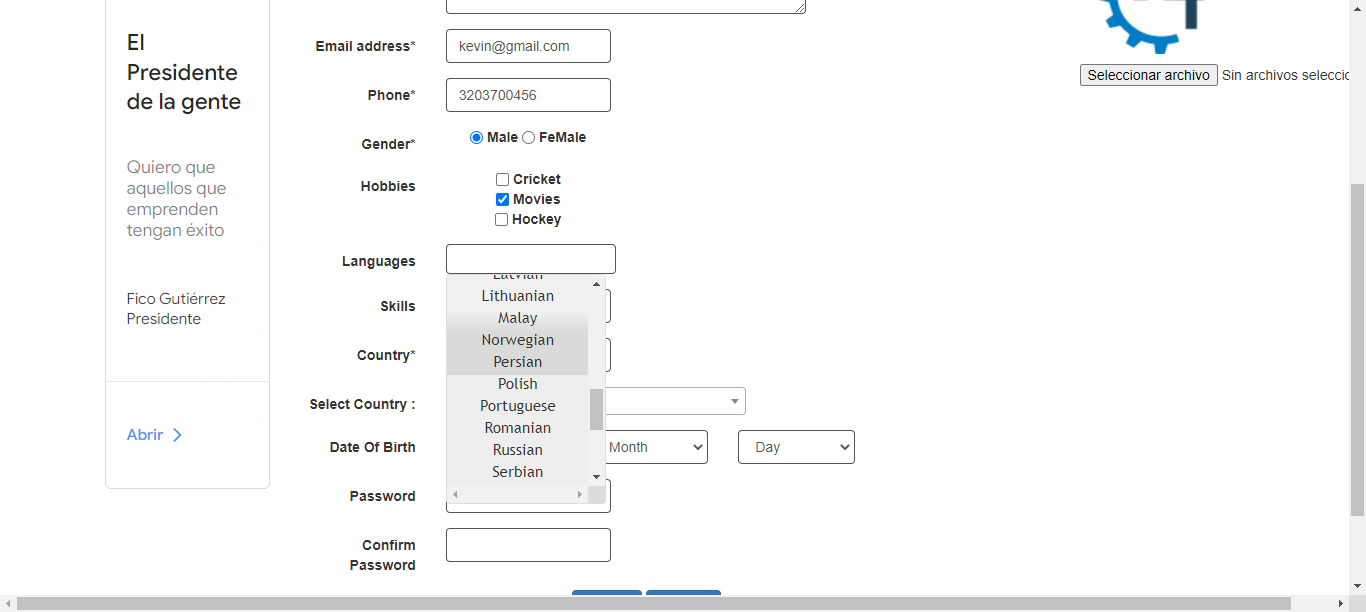 El
Presidente
de la gente
Quiero que
aquellos que
emprenden
tengan éxito
Fico Gutiérrez
Presidente
Abrir
Email address*
kevin@gmail.com
Phone*
3203700456
Gender*
Male FeMale
Hobbies
Cricket
Movies
Hockey
Languages
Latvian
Lithuanian
Malay
Norwegian
Persian
Polish
Portuguese
Romanian
Russian
Serbian
Skills
Country*
Select Country :
Date Of Birth
Month
Day
Password
Confirm
Password
Seleccionar archivo Sin archivos selecci